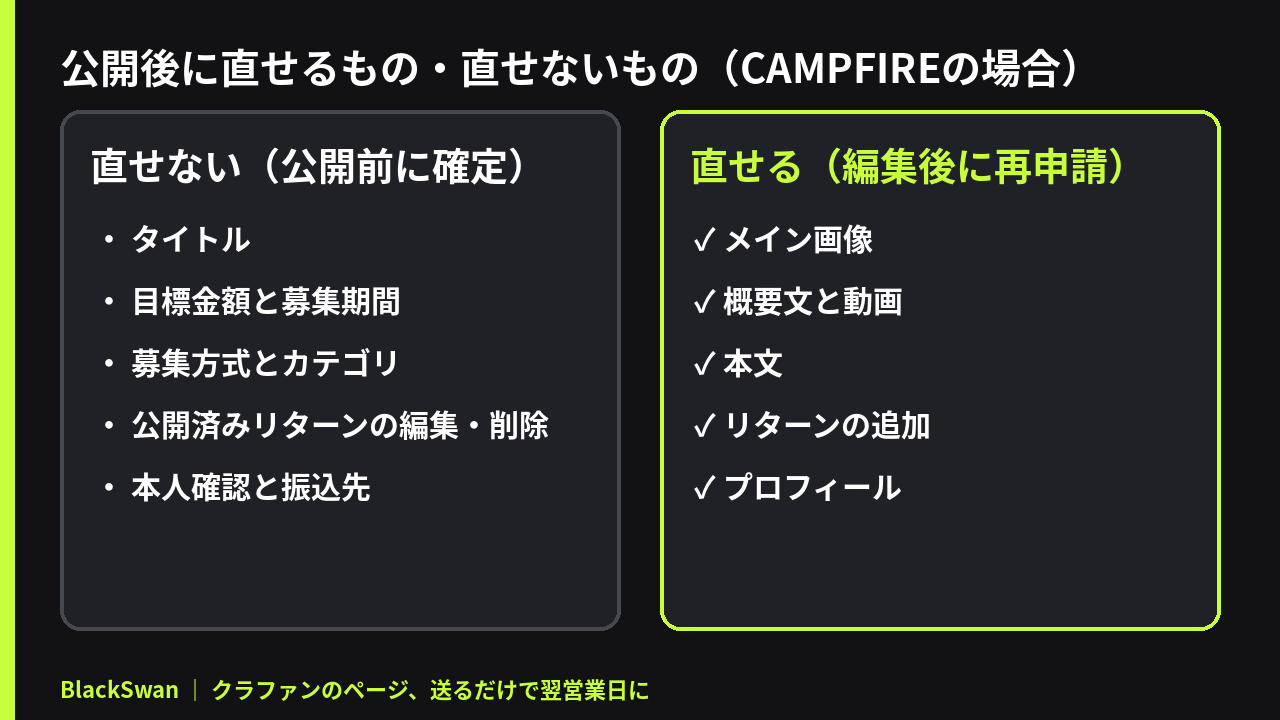 公開後に直せるもの・直せないもの（CAMPFIREの場合）
直せない（公開前に確定）
・ タイトル
・ 目標金額と募集期間
・ 募集方式とカテゴリ
・ 公開済みリターンの編集・削除
・ 本人確認と振込先
直せる（編集後に再申請）
✓ メイン画像
✓ 概要文と動画
✓ 本文
✓ リターンの追加
✓ プロフィール
BlackSwan ｜ クラファンのページ、送るだけで翌営業日に